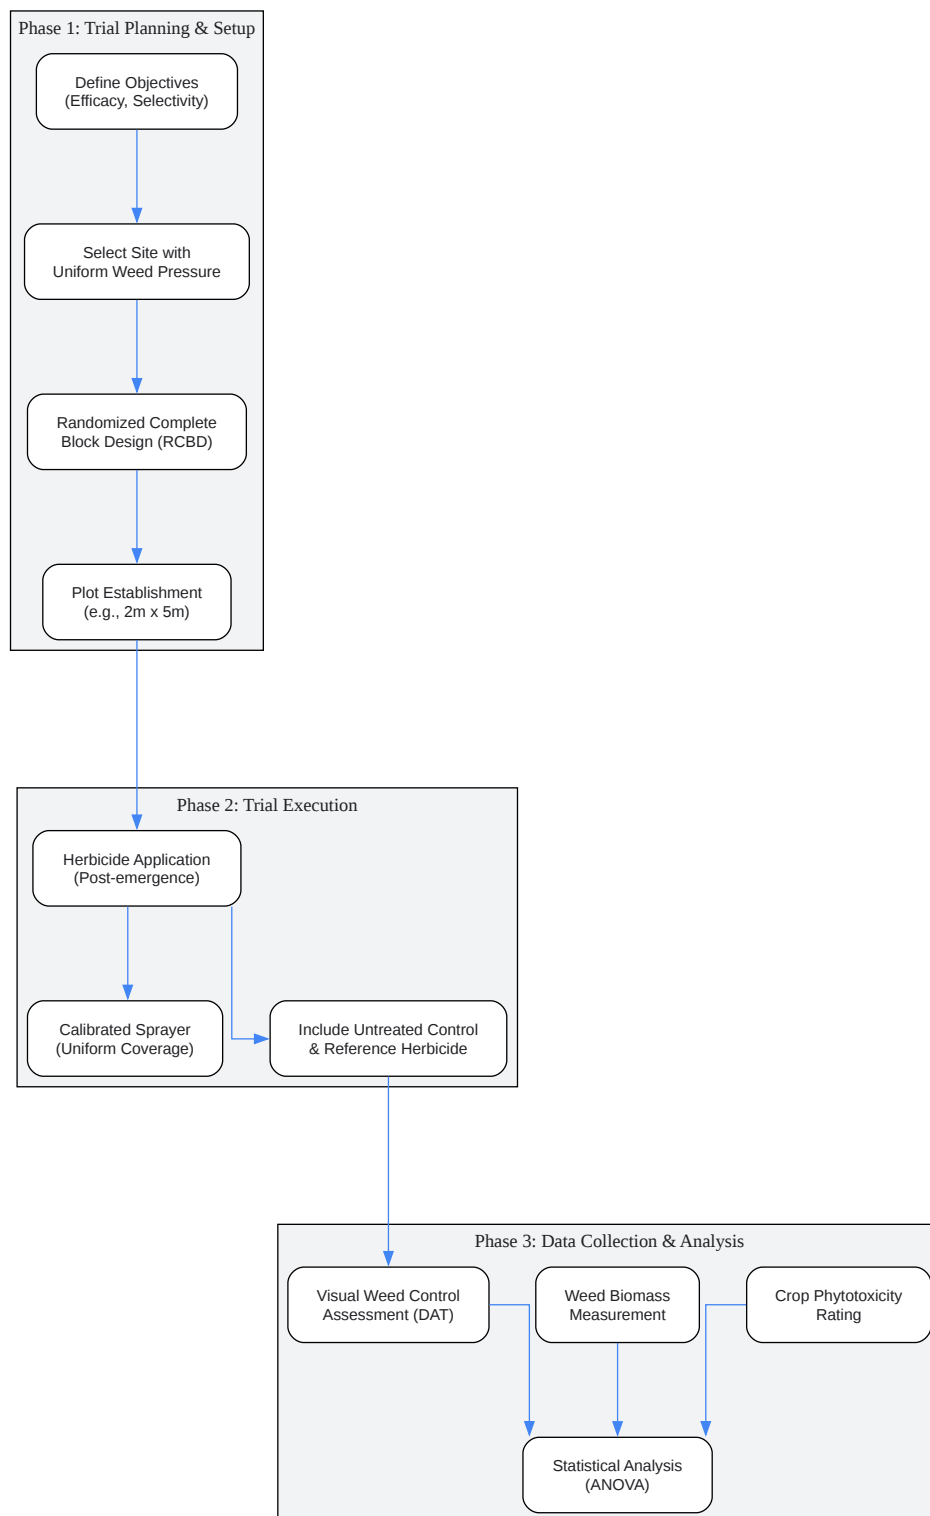 Phase 1: Trial Planning & Setup
Define Objectives
(Efficacy, Selectivity)
Select Site with
Uniform Weed Pressure
Randomized Complete
Block Design (RCBD)
Plot Establishment
(e.g., 2m x 5m)
Phase 2: Trial Execution
Herbicide Application
(Post-emergence)
Calibrated Sprayer
(Uniform Coverage)
Include Untreated Control
& Reference Herbicide
Phase 3: Data Collection & Analysis
Visual Weed Control
Assessment (DAT)
Weed Biomass
Measurement
Crop Phytotoxicity
Rating
Statistical Analysis
(ANOVA)